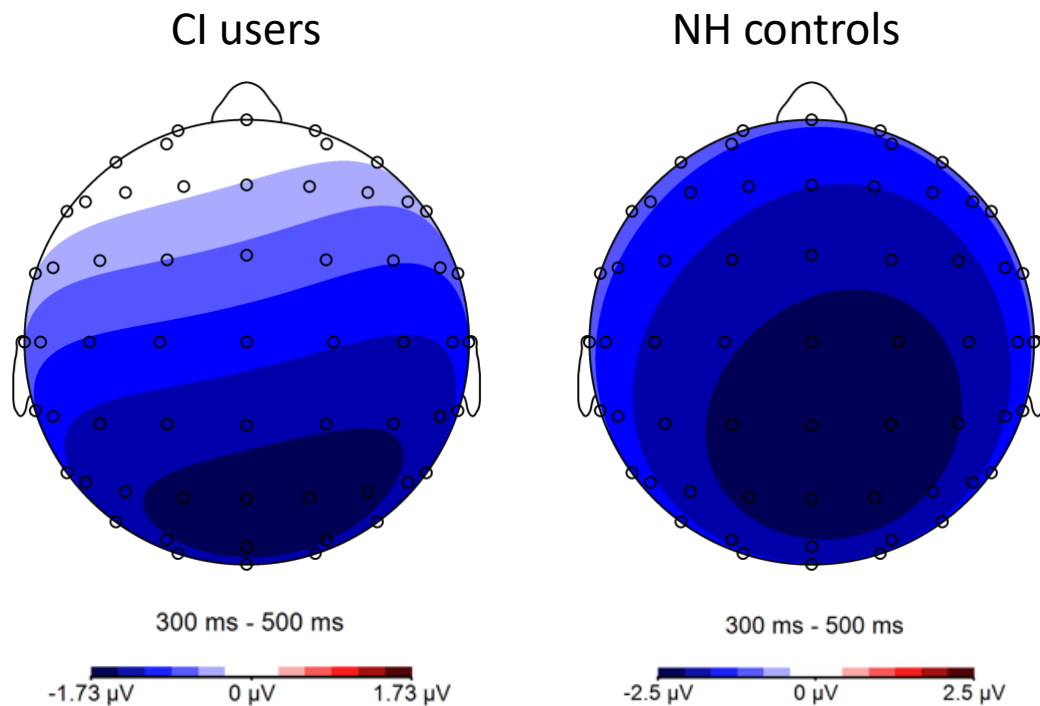 CI users
NH controls
300 ms - 500 ms
300 ms - 500 ms
-1.73 µV 0 µV 1.73 µV
-2.5 µV 0 µV 2.5 µV